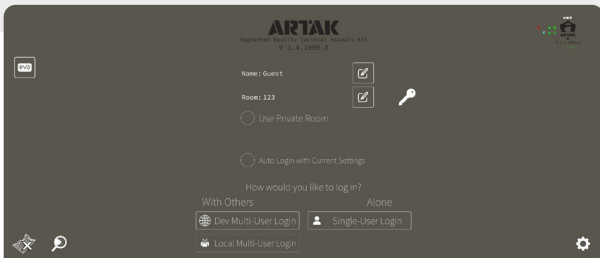 ARTAK
Augmented Reality Tactical Assault Kit
V 1.4.1999.0
Name: Guest
Room: 123
Use Private Room
Auto Login with Current Settings
How would you like to log in?
With Others
Alone
Dev Multi-User Login
Single-User Login
Local Multi-User Login